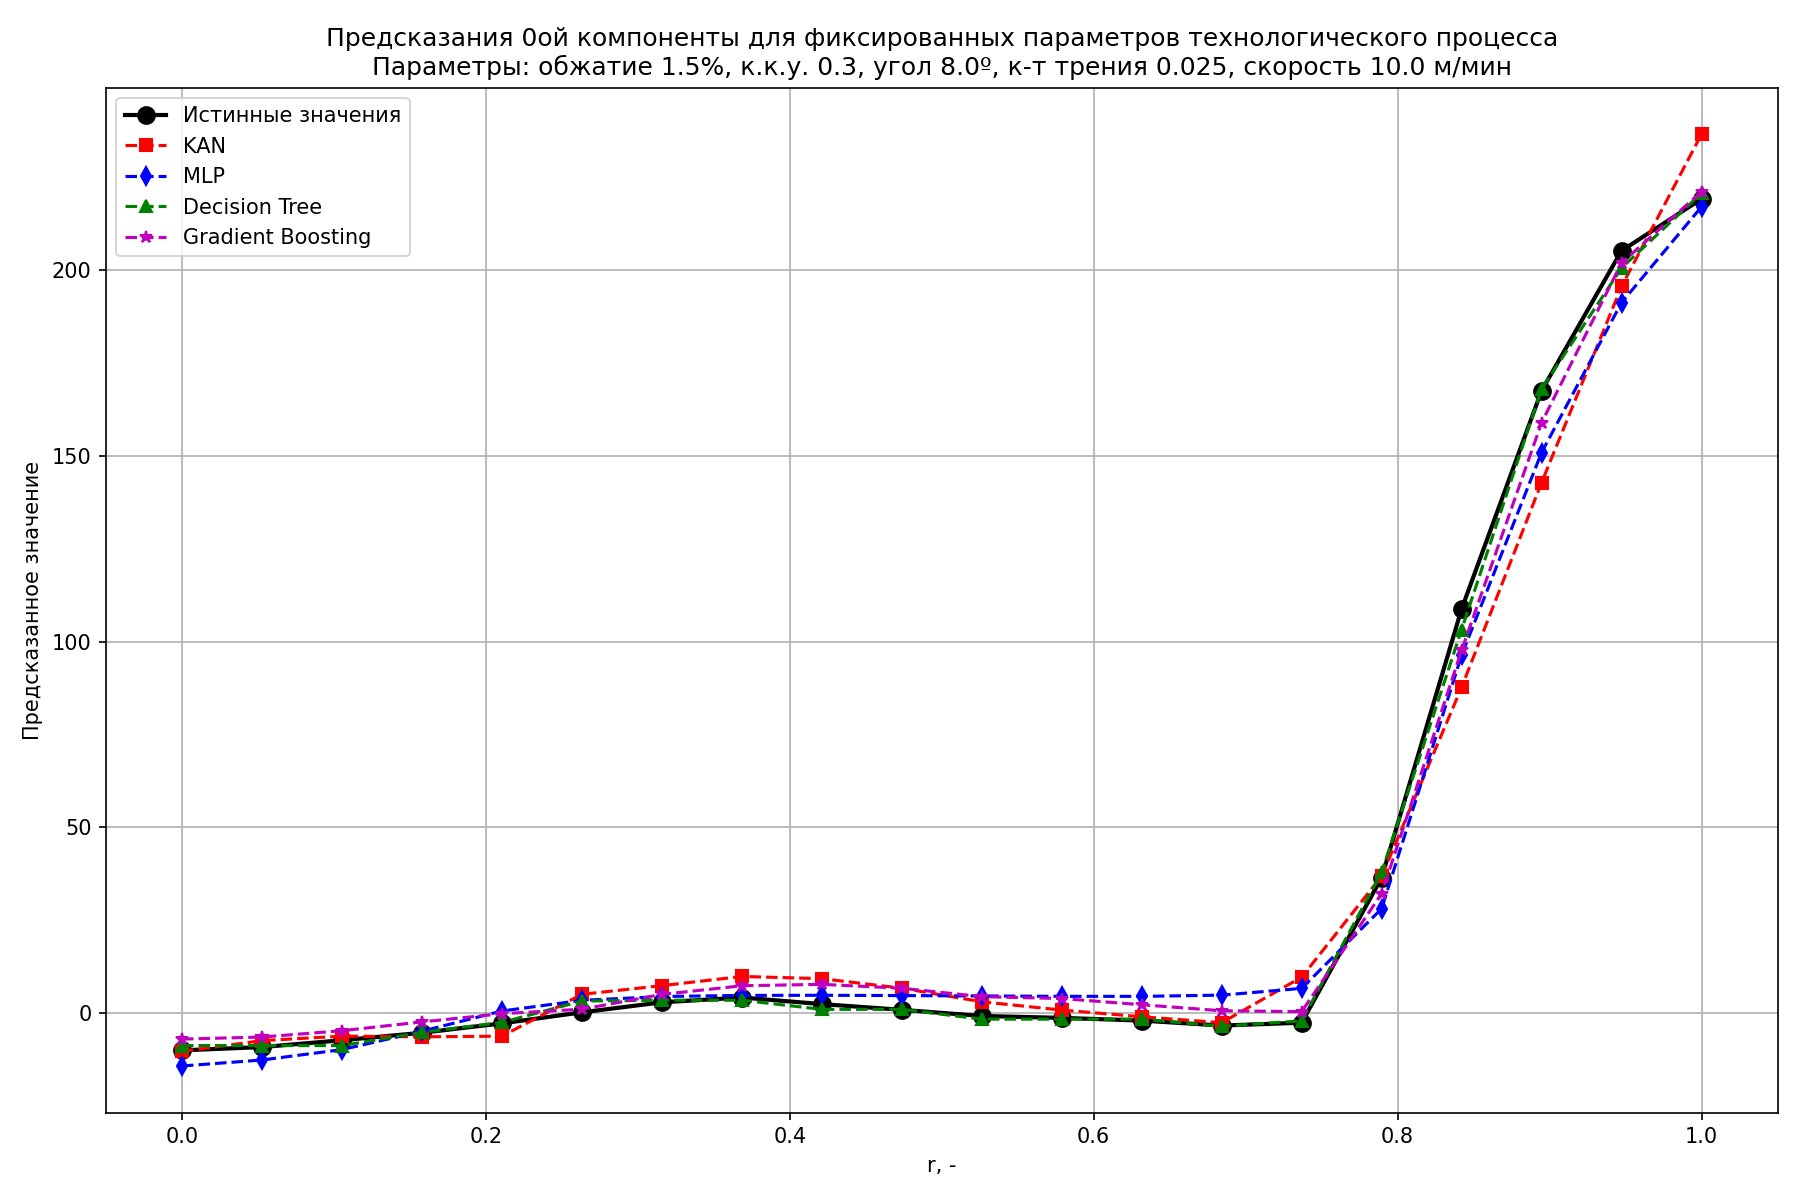 Предсказания 0ой компоненты для фиксированных параметров технологического процесса
Параметры: обжатие 1.5%, к.к.у. 0.3, угол 8.0º, к-т трения 0.025, скорость 10.0 м/мин
Истинные значения
KAN
MLP
Decision Tree
Gradient Boosting
Предсказанное значение
200
150
100
50
0
0.0 0.2 0.4 0.6 0.8 1.0
r, -